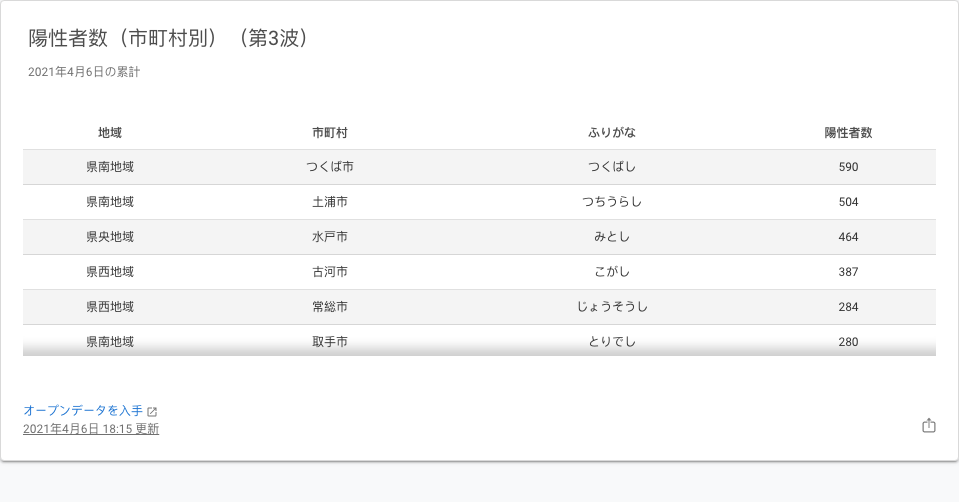 陽性者数（市町村別）（第3波）
2021年4月6日の累計
地域 市町村 ふりがな 陽性者数
県南地域 つくば市 つくばし 590
県南地域 土浦市 つちうらし 504
県央地域 水戸市 みとし 464
県西地域 古河市 こがし 387
県西地域 常総市 じょうそうし 284
県南地域 取手市 とりでし 280
オープンデータを入手
2021年4月6日 18:15 更新